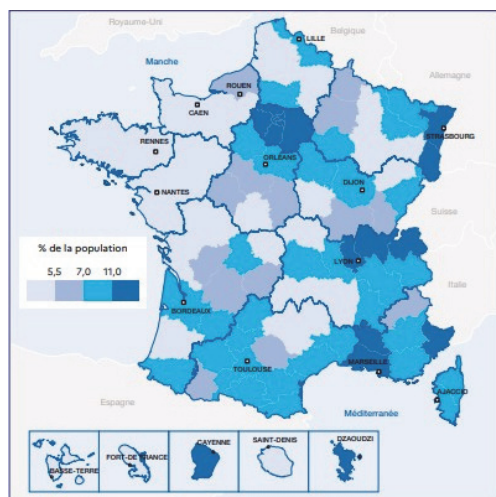 Royaume-Uni
Belgique
LILLE
Manche
Allemagne
ROUEN
CAEN
STRASBOURG
RENNES
ORLÉANS
NANTES
DIJON
Suisse
% de la population
5,5 7,0 11,0
LYON
Italie
BORDEAUX
TOULOUSE
MARSEILLE
Espagne
AJACCIO
Méditerranée
BASSE-TERRE
FORT-DE-FRANCE
CAYENNE
SAINT-DENIS
DZAOUDZI